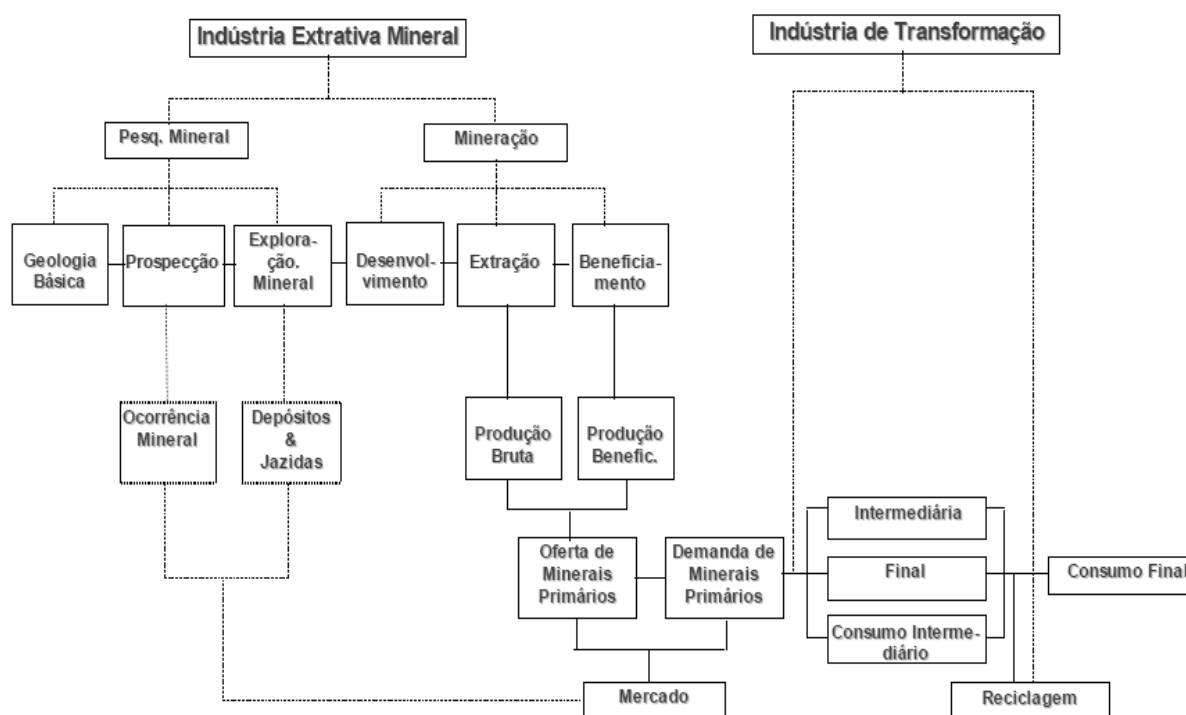 Indústria Extrativa Mineral
Indústria de Transformação
Pesq. Mineral
Mineração
Geologia
Básica
Prospecção
Explora-
ção.
Mineral
Desenvol-
vimento
Extração
Beneficia-
mento
Ocorrência
Mineral
Depósitos
&
Jazidas
Produção
Bruta
Produção
Benefic.
Oferta de
Minerais
Primários
Demanda de
Minerais
Primários
Intermediária
Final
Consumo Interme-
diário
Consumo Final
Mercado
Reciclagem